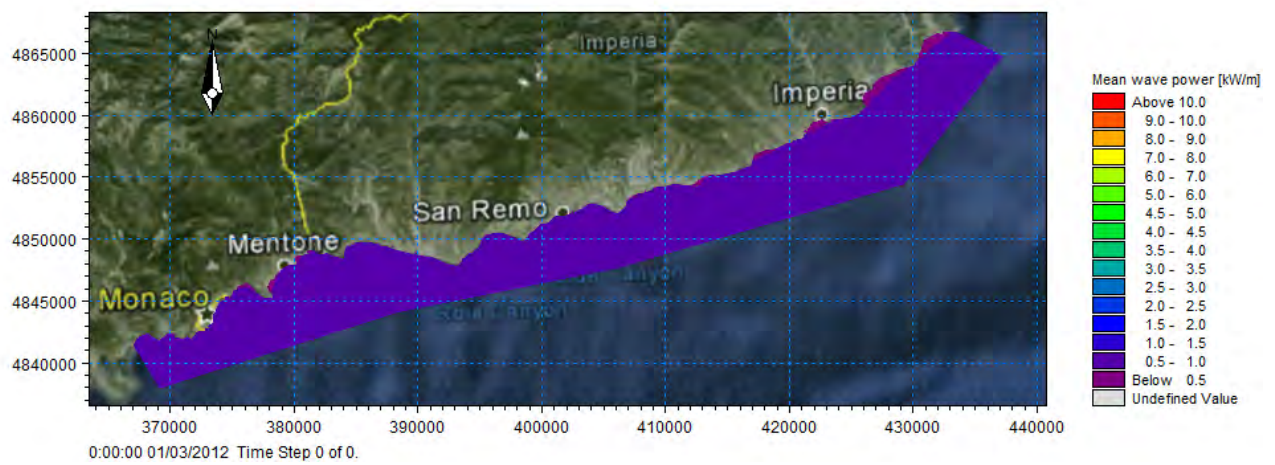 N
Imperia
Imperia
San Remo
Mentone
Monaco
Canyon
Roia Canyon
4865000
4860000
4855000
4850000
4845000
4840000
370000 380000 390000 400000 410000 420000 430000 440000
0:00:00 01/03/2012 Time Step 0 of 0.
Mean wave power [kW/m]
Above 10.0
9.0 - 10.0
8.0 - 9.0
7.0 - 8.0
6.0 - 7.0
5.0 - 6.0
4.5 - 5.0
4.0 - 4.5
3.5 - 4.0
3.0 - 3.5
2.5 - 3.0
2.0 - 2.5
1.5 - 2.0
1.0 - 1.5
0.5 - 1.0
Below 0.5
Undefined Value